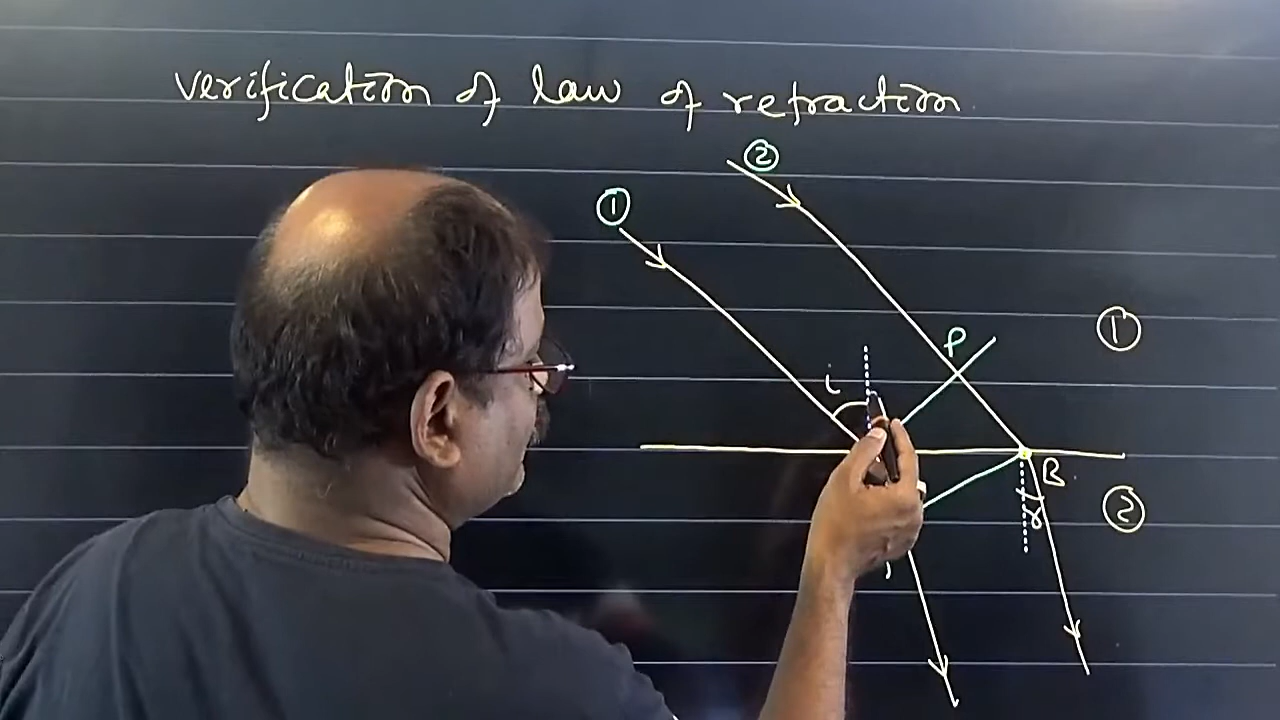 verification of law of refraction
②
①
P
①
i
B
②
r